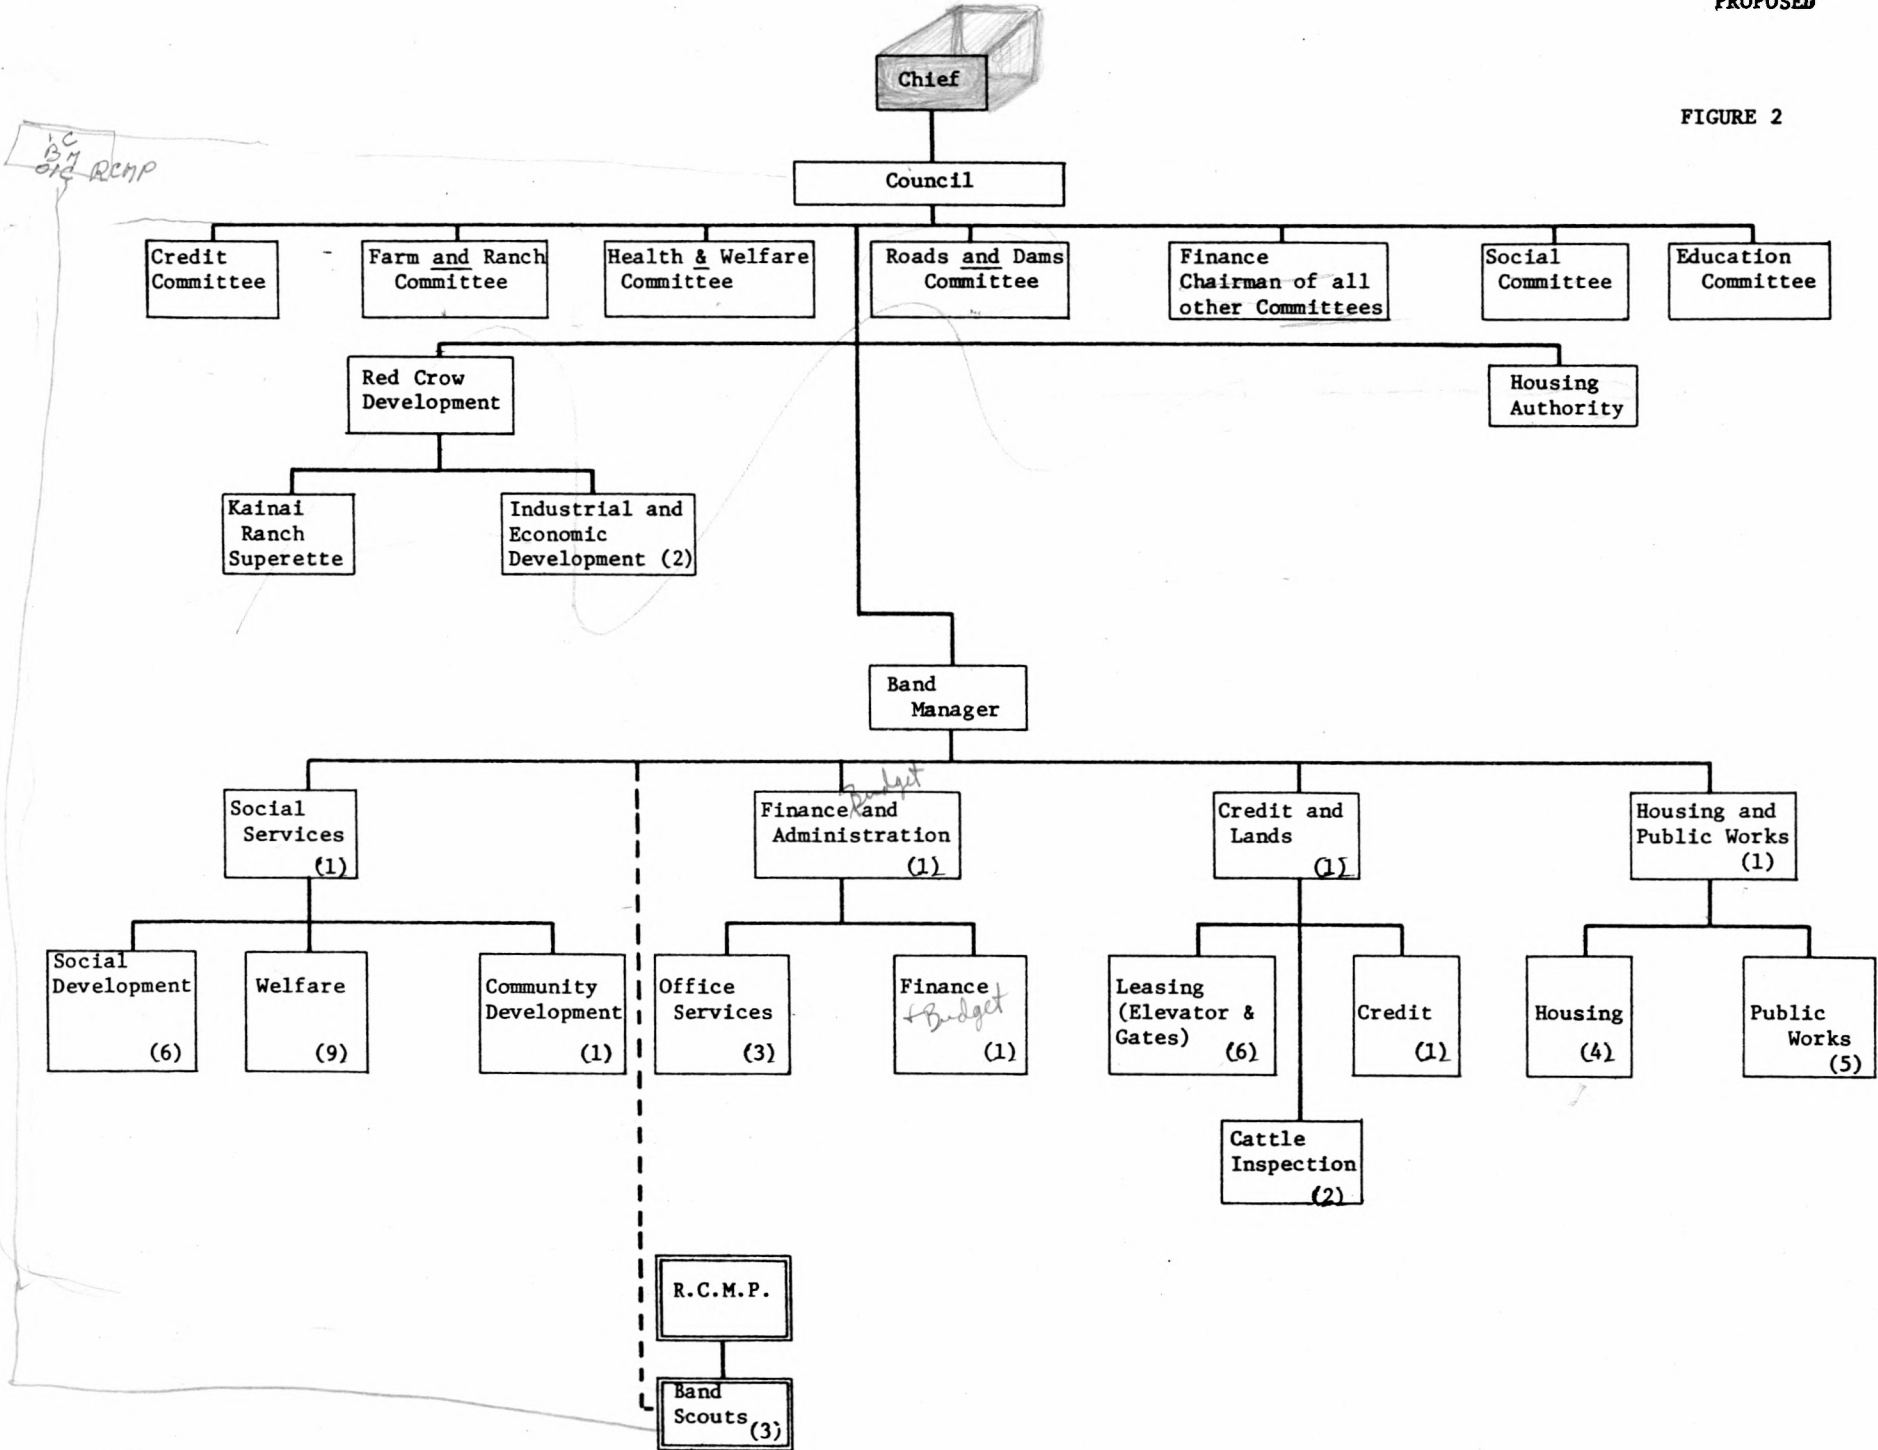 PROPOSED
Chief
FIGURE 2
C
BM
O/C RCMP
Council
Credit
Committee
Farm and Ranch
Committee
Health & Welfare
Committee
Roads and Dams
Committee
Finance
Chairman of all
other Committees
Social
Committee
Education
Committee
Red Crow
Development
Housing
Authority
Kainai
Ranch
Superette
Industrial and
Economic
Development (2)
Band
Manager
Social
Services
(1)
Budget
Finance and
Administration
(1)
Credit and
Lands
(1)
Housing and
Public Works
(1)
Social
Development
(6)
Welfare
(9)
Community
Development
(1)
Office
Services
(3)
Finance
+ Budget
(1)
Leasing
(Elevator &
Gates) (6)
Credit
(1)
Housing
(4)
Public
Works
(5)
Cattle
Inspection
(2)
R.C.M.P.
Band
Scouts (3)